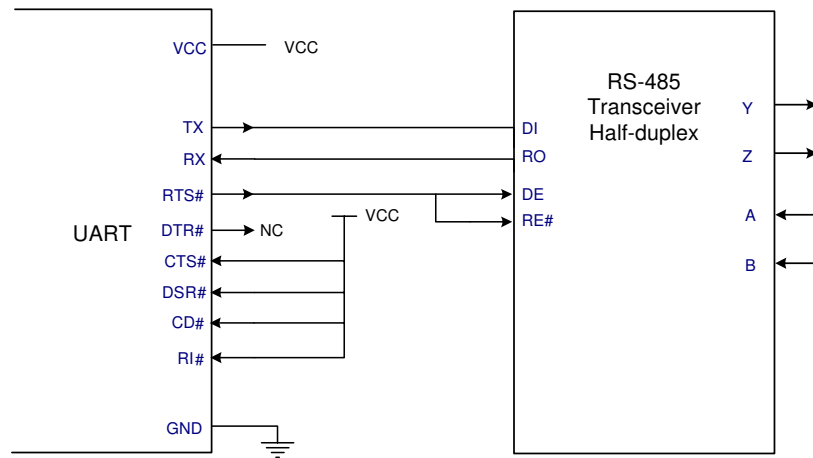 VCC
VCC
TX
RX
RTS#
DTR#
NC
VCC
UART
CTS#
DSR#
CD#
RI#
GND
RS-485
Transceiver
Half-duplex
DI
RO
DE
RE#
Y
Z
A
B